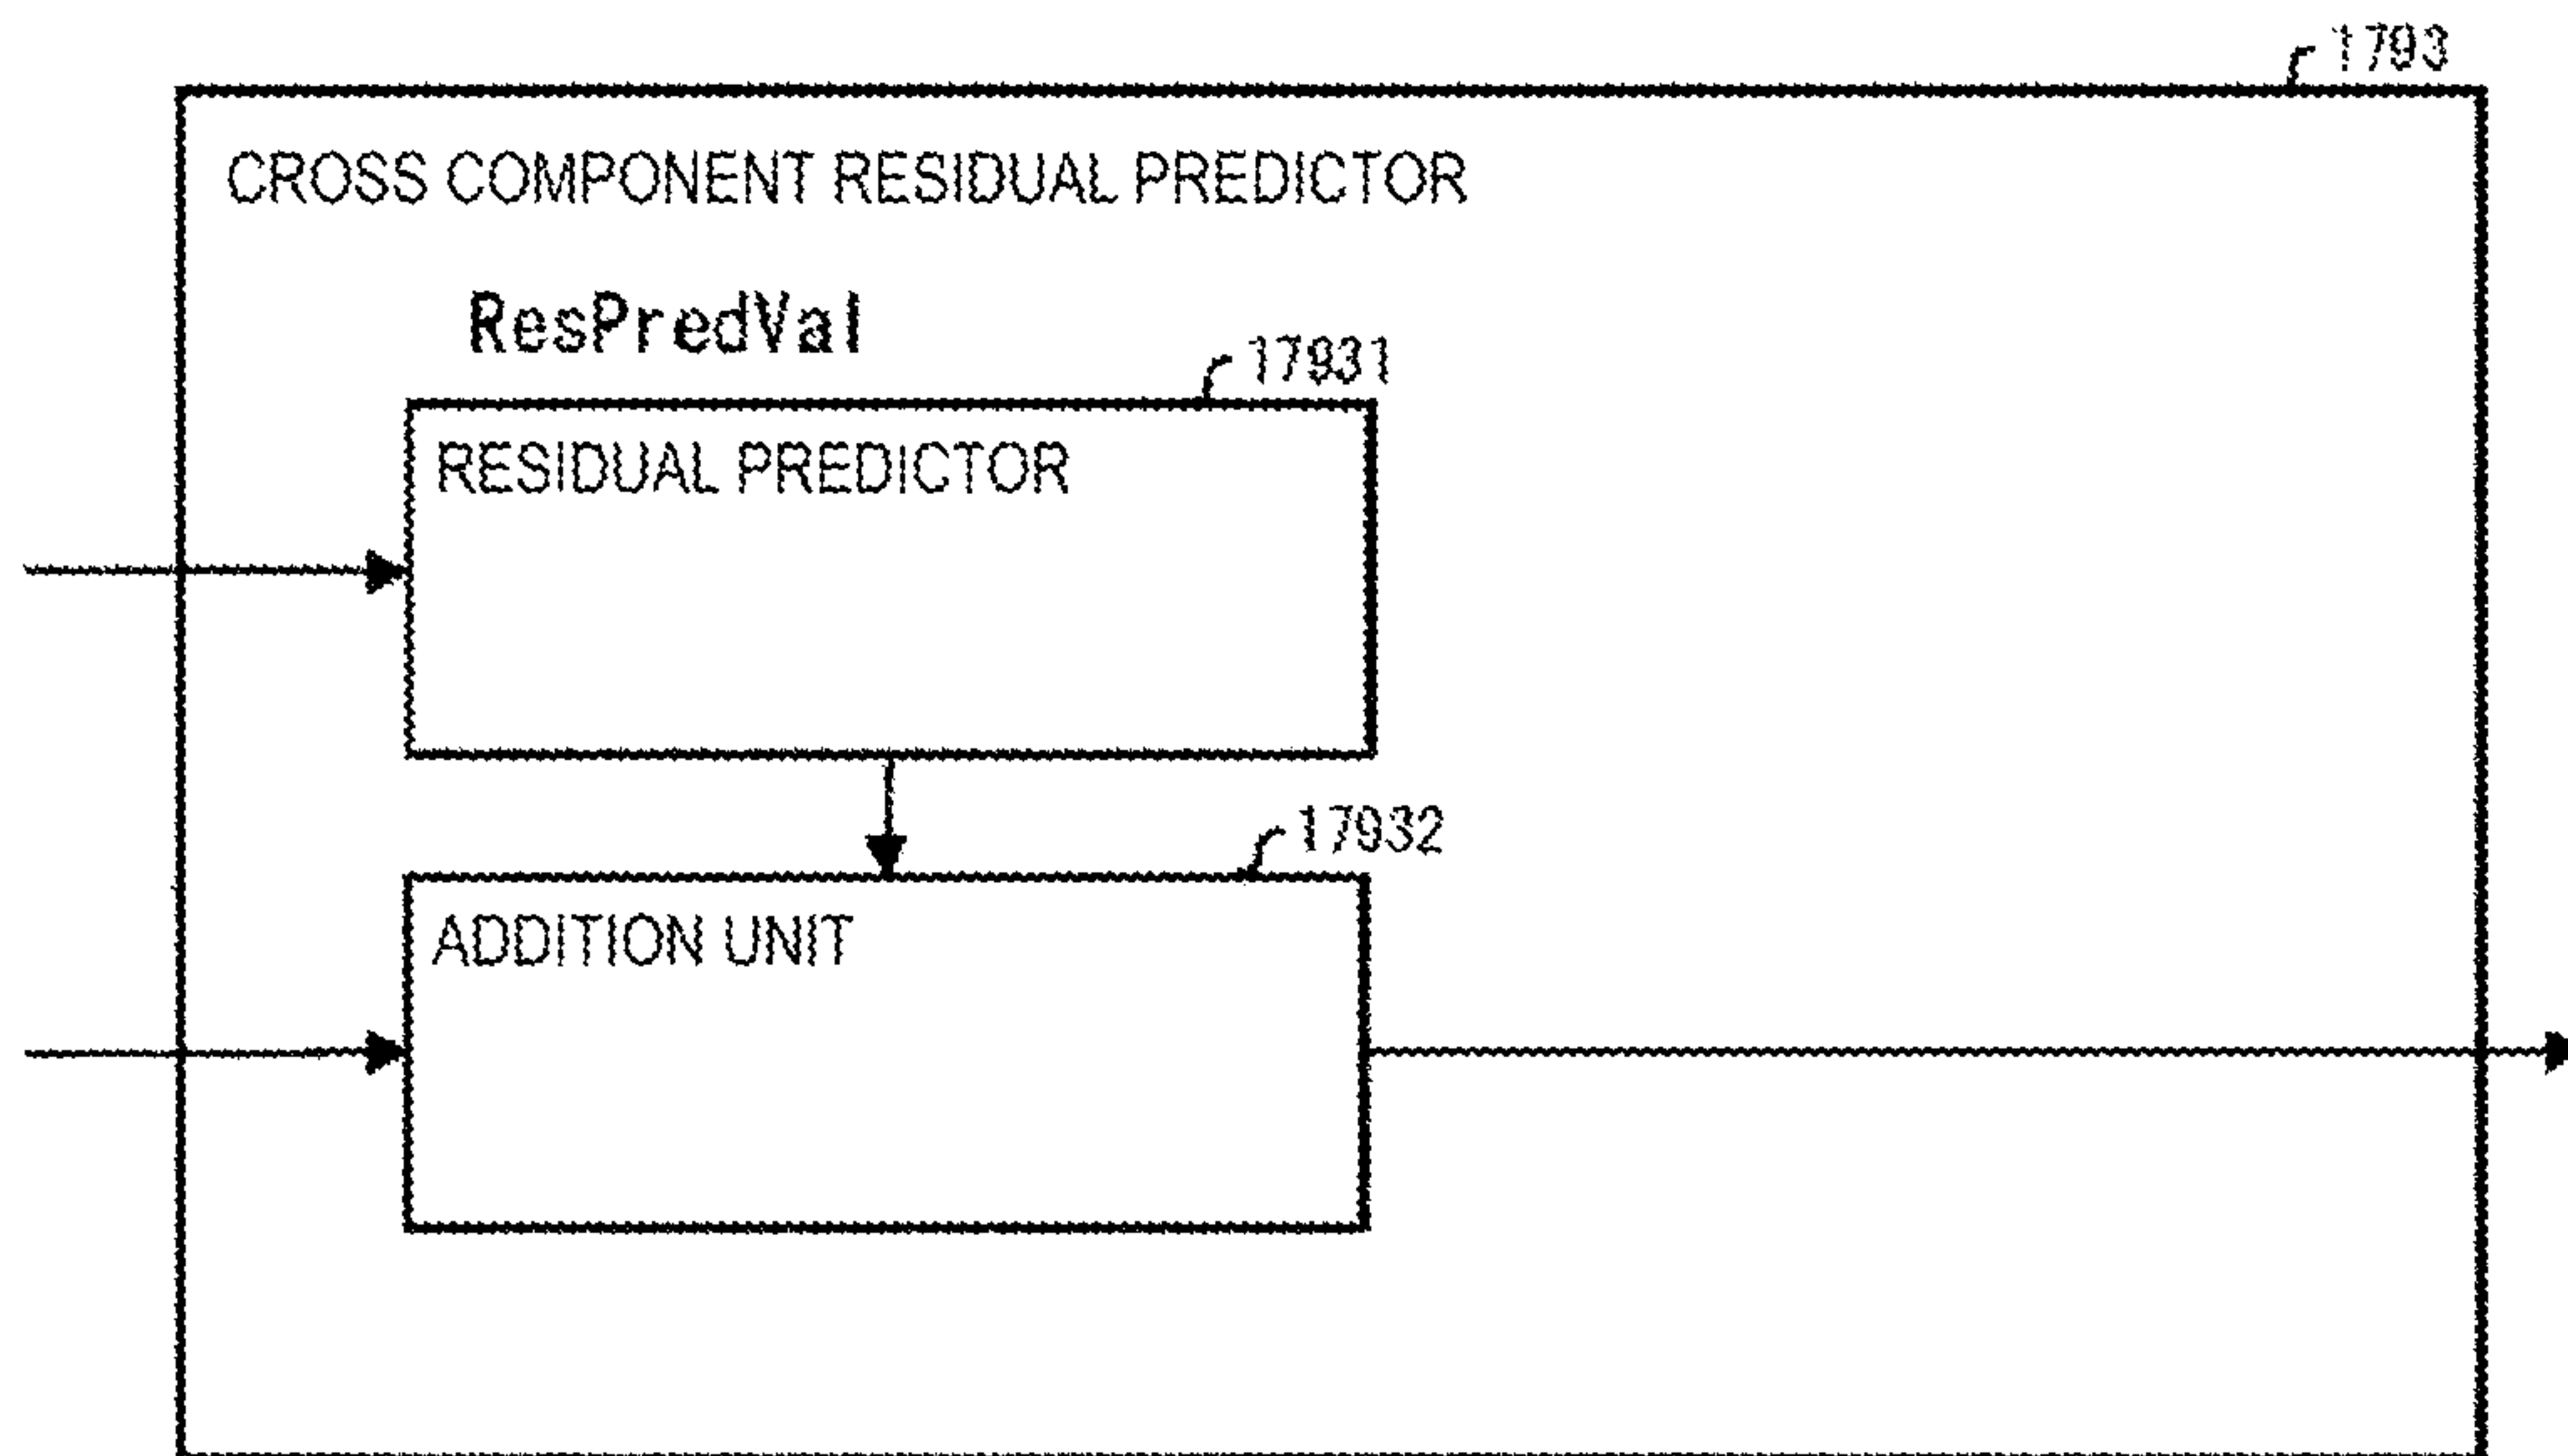 1793
CROSS COMPONENT RESIDUAL PREDICTOR
ResPredVal
17931
RESIDUAL PREDICTOR
17932
ADDITION UNIT